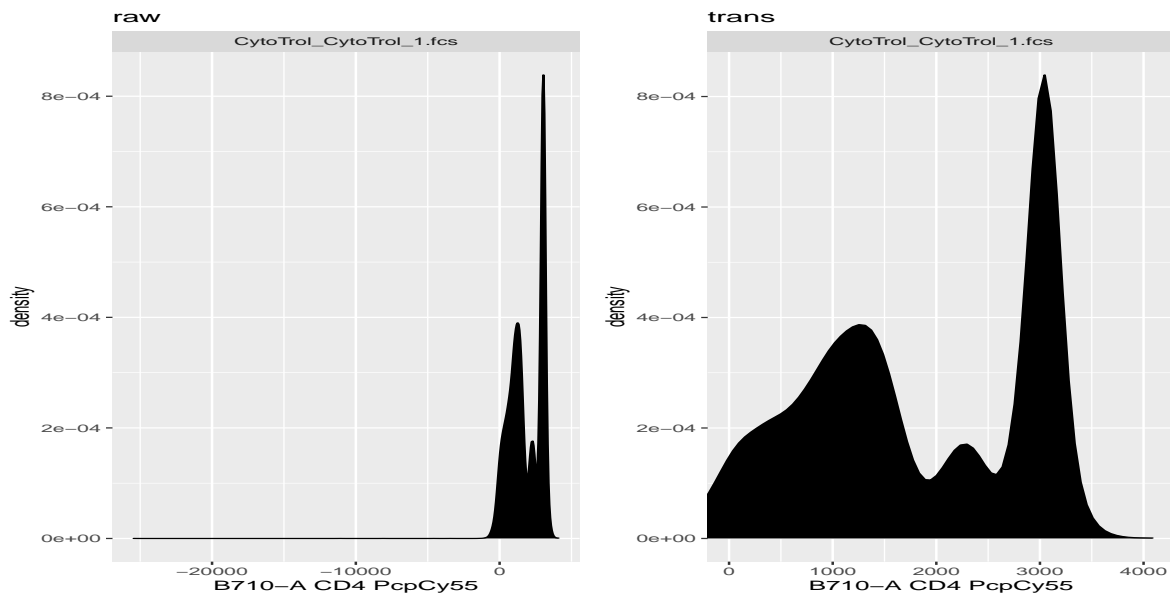 raw
CytoTrol_CytoTrol_1.fcs
8e−04
6e−04
4e−04
2e−04
0e+00
density
−20000 −10000 0
B710−A CD4 PcpCy55
trans
CytoTrol_CytoTrol_1.fcs
8e−04
6e−04
4e−04
2e−04
0e+00
density
0 1000 2000 3000 4000
B710−A CD4 PcpCy55